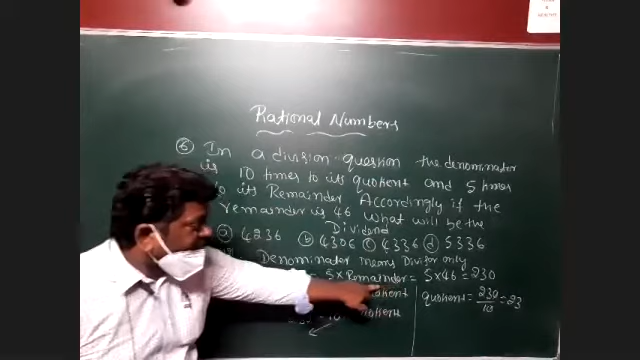 Rational Numbers
6 In a division question the denominator
is 10 times to its quotient and 5 times
to its Remainder Accordingly if the
remainder is 46 What will be the
Dividend
a 4236 b 4306 c 4336 d 5336
Denominator means Divisor only
= 5 x Remainder = 5 x 46 = 230
quotient = 230/10 = 23